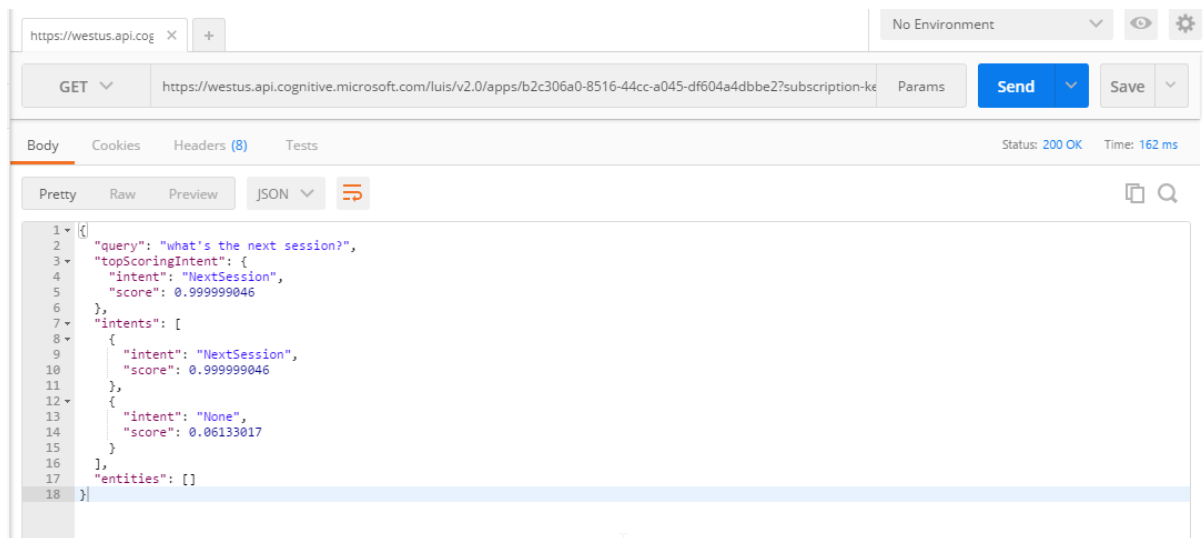 https://westus.api.cog
No Environment
GET
https://westus.api.cognitive.microsoft.com/luis/v2.0/apps/b2c306a0-8516-44cc-a045-df604a4dbbe2?subscription-ke
Params
Send
Save
Body Cookies Headers (8) Tests
Status: 200 OK Time: 162 ms
Pretty Raw Preview JSON
1 {
2 "query": "what's the next session?",
3 "topScoringIntent": {
4 "intent": "NextSession",
5 "score": 0.999999046
6 },
7 "intents": [
8 {
9 "intent": "NextSession",
10 "score": 0.999999046
11 },
12 {
13 "intent": "None",
14 "score": 0.06133017
15 }
16 ],
17 "entities": []
18 }